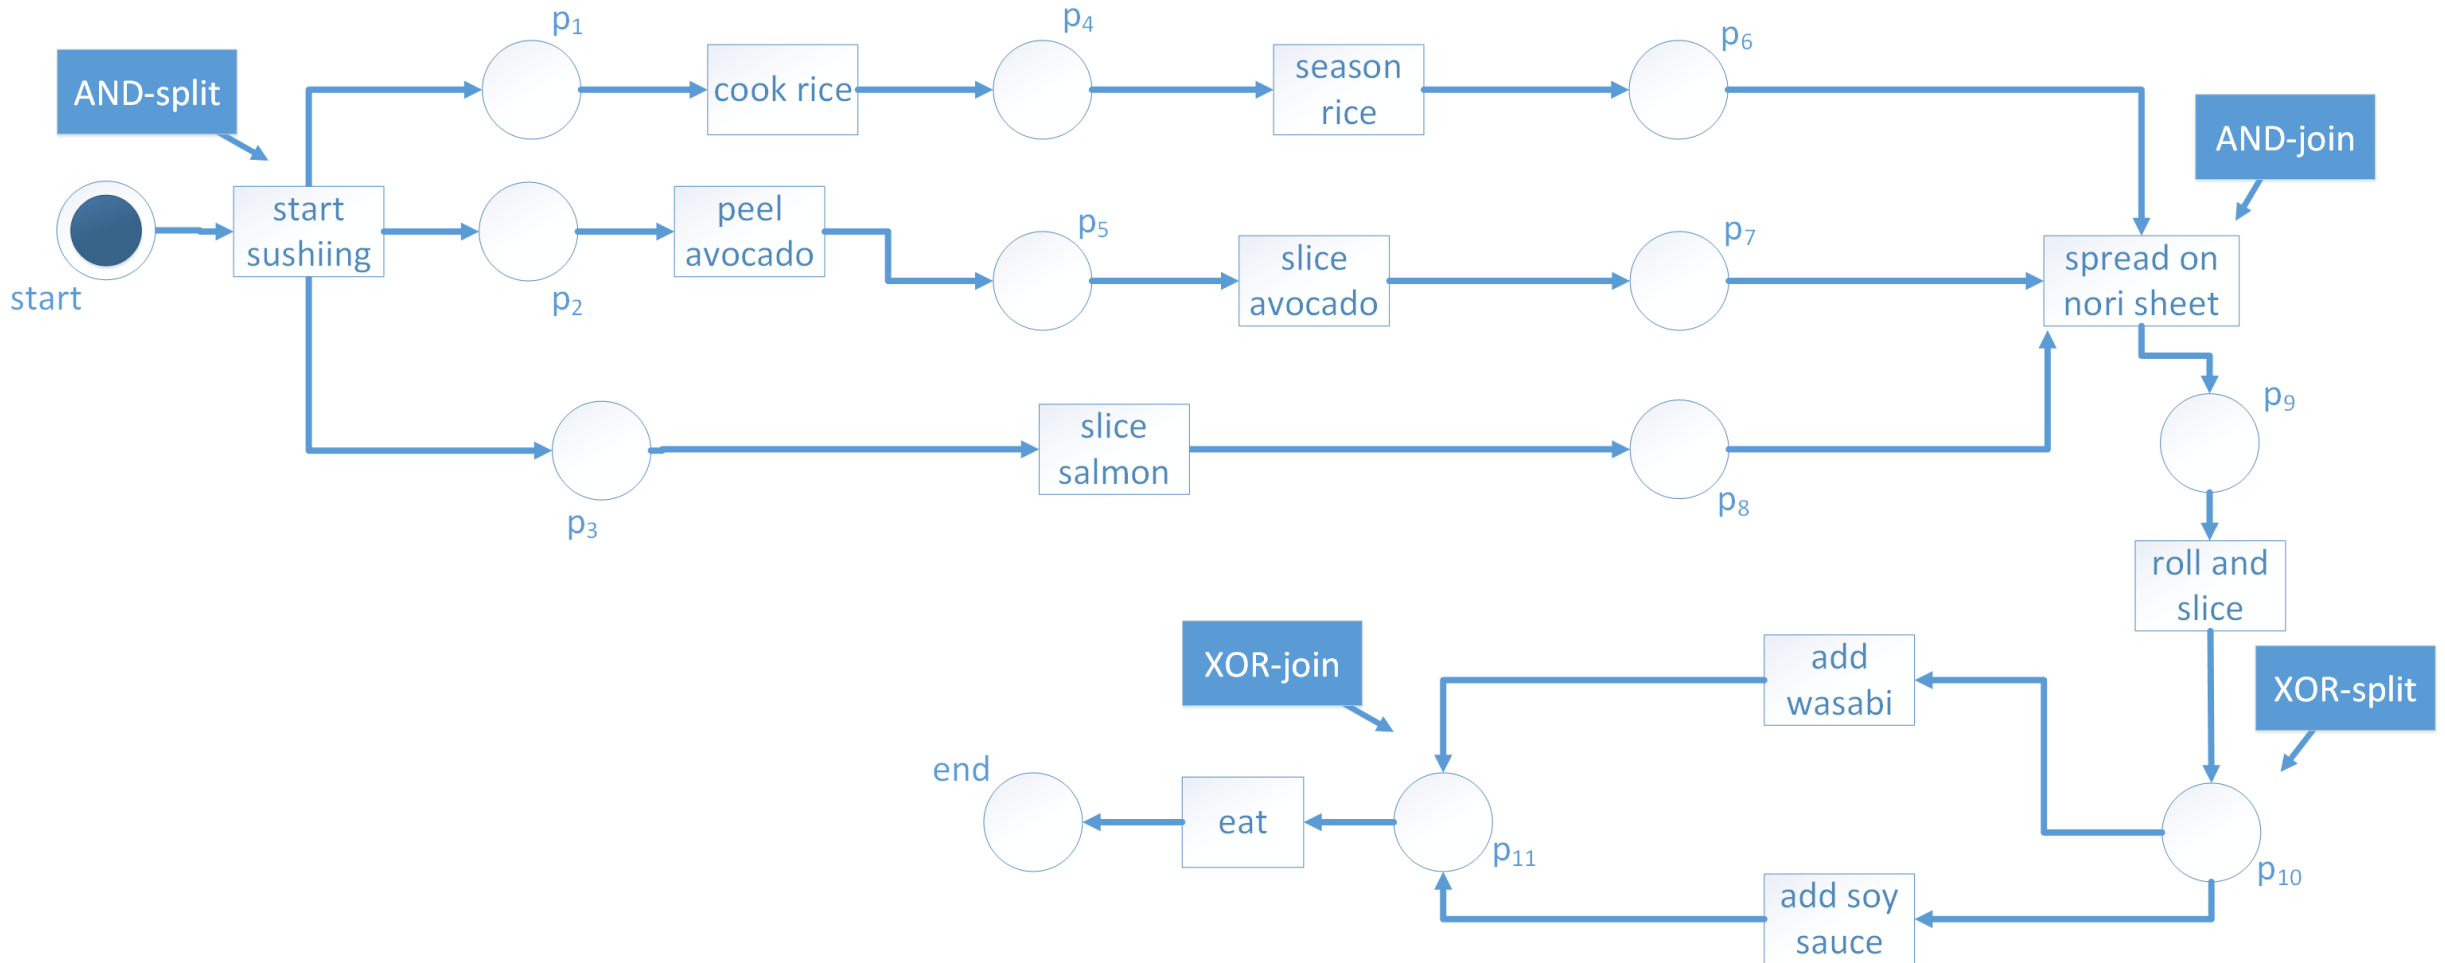 p1
p4
p6
AND-split
cook rice
season
rice
AND-join
start
sushiing
peel
avocado
p5
slice
avocado
p7
spread on
nori sheet
start
p2
slice
salmon
p9
p3
p8
roll and
slice
XOR-join
add
wasabi
XOR-split
end
eat
p11
p10
add soy
sauce